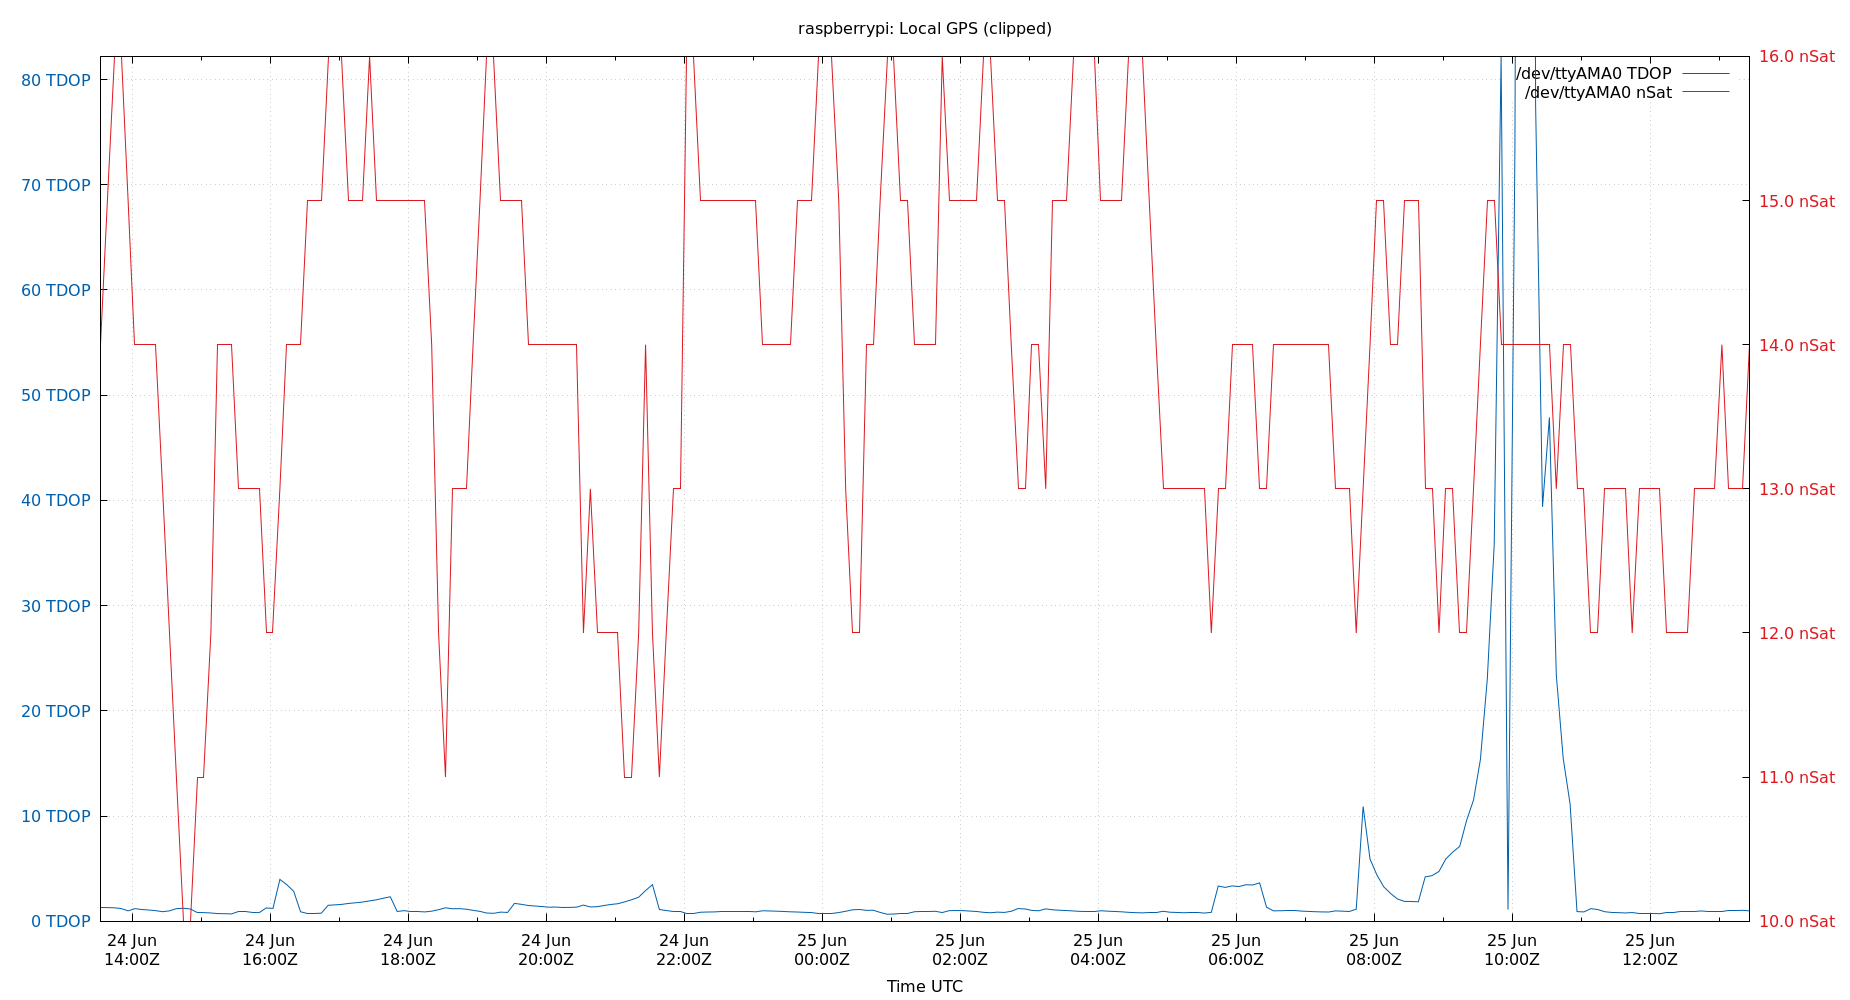 raspberrypi: Local GPS (clipped)
80 TDOP
70 TDOP
60 TDOP
50 TDOP
40 TDOP
30 TDOP
20 TDOP
10 TDOP
0 TDOP
16.0 nSat
15.0 nSat
14.0 nSat
13.0 nSat
12.0 nSat
11.0 nSat
10.0 nSat
/dev/ttyAMA0 TDOP
/dev/ttyAMA0 nSat
24 Jun
14:00Z
24 Jun
16:00Z
24 Jun
18:00Z
24 Jun
20:00Z
24 Jun
22:00Z
25 Jun
00:00Z
25 Jun
02:00Z
25 Jun
04:00Z
25 Jun
06:00Z
25 Jun
08:00Z
25 Jun
10:00Z
25 Jun
12:00Z
Time UTC